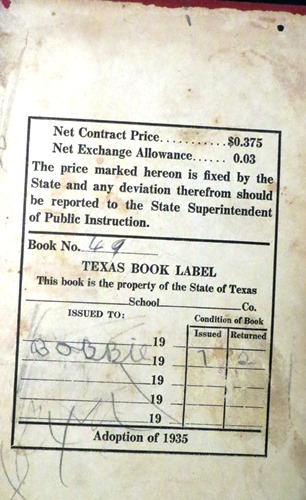 Net Contract Price...........$0.375
Net Exchange Allowance...... 0.03
The price marked hereon is fixed by the
State and any deviation therefrom should
be reported to the State Superintendent
of Public Instruction.
Book No. 49
TEXAS BOOK LABEL
This book is the property of the State of Texas
School Co.
ISSUED TO: Condition of Book
Issued Returned
BOBBIE 19 1 2
19
19
19
19
Adoption of 1935